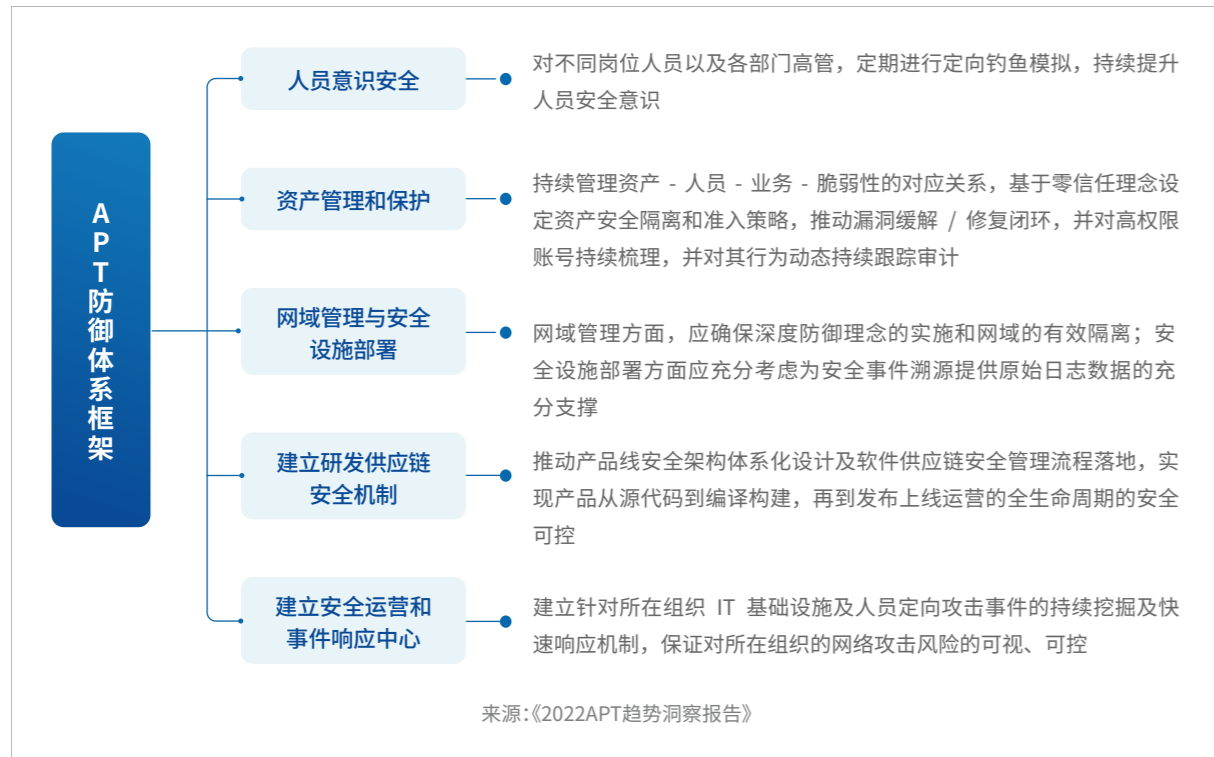 APT防御体系框架
人员意识安全
对不同岗位人员以及各部门高管，定期进行定向钓鱼模拟，持续提升
人员安全意识
资产管理和保护
持续管理资产 - 人员 - 业务 - 脆弱性的对应关系，基于零信任理念设
定资产安全隔离和准入策略，推动漏洞缓解 / 修复闭环，并对高权限
账号持续梳理，并对其行为动态持续跟踪审计
网域管理与安全
设施部署
网域管理方面，应确保深度防御理念的实施和网域的有效隔离；安
全设施部署方面应充分考虑为安全事件溯源提供原始日志数据的充
分支撑
建立研发供应链
安全机制
推动产品线安全架构体系化设计及软件供应链安全管理流程落地，实
现产品从源代码到编译构建，再到发布上线运营的全生命周期的安全
可控
建立安全运营和
事件响应中心
建立针对所在组织 IT 基础设施及人员定向攻击事件的持续挖掘及快
速响应机制，保证对所在组织的网络攻击风险的可视、可控
来源：《2022APT趋势洞察报告》